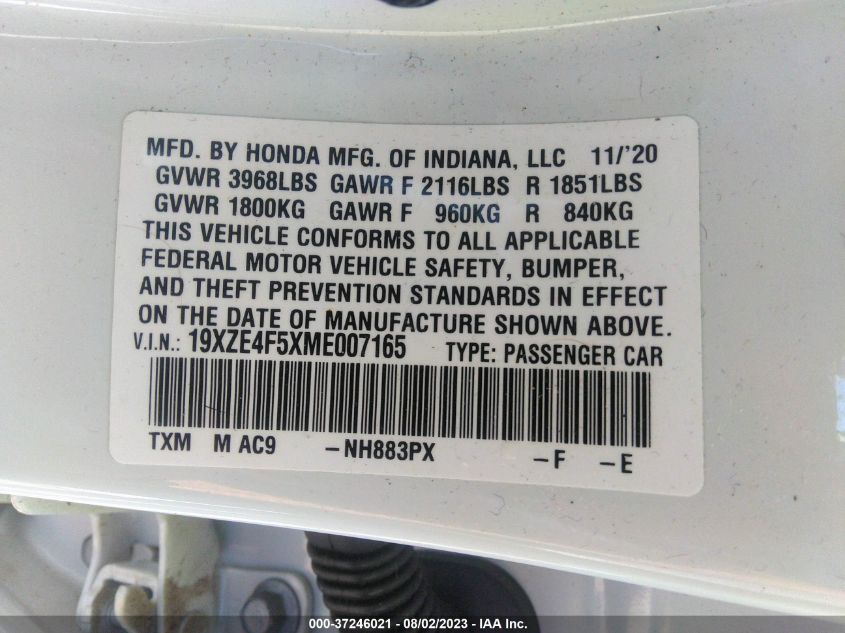 MFD. BY HONDA MFG. OF INDIANA, LLC 11/'20
GVWR 3968LBS GAWR F 2116LBS R 1851LBS
GVWR 1800KG GAWR F 960KG R 840KG
THIS VEHICLE CONFORMS TO ALL APPLICABLE
FEDERAL MOTOR VEHICLE SAFETY, BUMPER,
AND THEFT PREVENTION STANDARDS IN EFFECT
ON THE DATE OF MANUFACTURE SHOWN ABOVE.
V.I.N.: 19XZE4F5XME007165 TYPE: PASSENGER CAR
TXM M AC9 -NH883PX -F -E
000-37246021 - 08/02/2023 - IAA Inc.